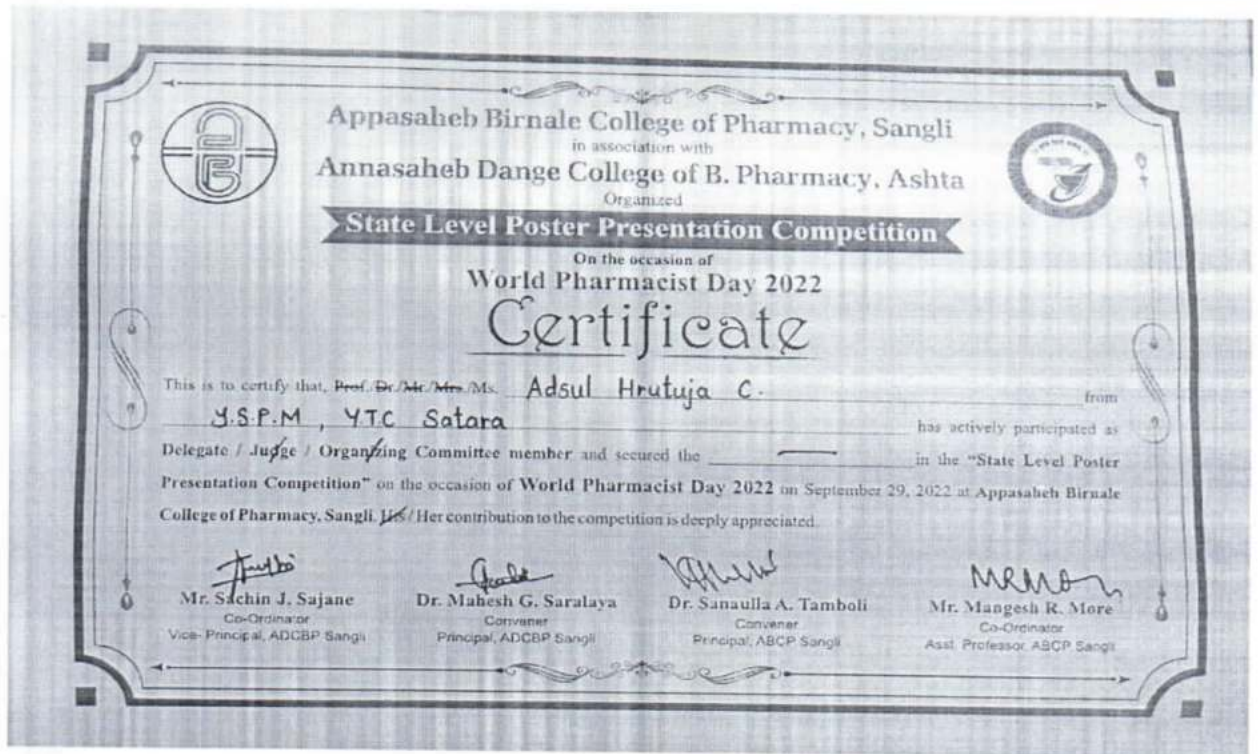 Appasaheb Birnale College of Pharmacy, Sangli
in association with
Annasaheb Dange College of B. Pharmacy, Ashta
Organized
State Level Poster Presentation Competition
On the occasion of
World Pharmacist Day 2022
Certificate
This is to certify that, Prof./Dr./Mr./Mrs./Ms. Adsul Hrutuja C. from
Y.S.P.M, Y.T.C Satara has actively participated as
Delegate / Judge / Organizing Committee member and secured the — in the "State Level Poster
Presentation Competition" on the occasion of World Pharmacist Day 2022 on September 29, 2022 at Appasaheb Birnale
College of Pharmacy, Sangli. His / Her contribution to the competition is deeply appreciated.
Mr. Sachin J. Sajane
Co-Ordinator
Vice- Principal, ADCBP Sangli
Dr. Mahesh G. Saralaya
Convener
Principal, ADCBP Sangli
Dr. Sanaulla A. Tamboli
Convener
Principal, ABCP Sangli
Mr. Mangesh R. More
Co-Ordinator
Asst. Professor ABCP Sangli